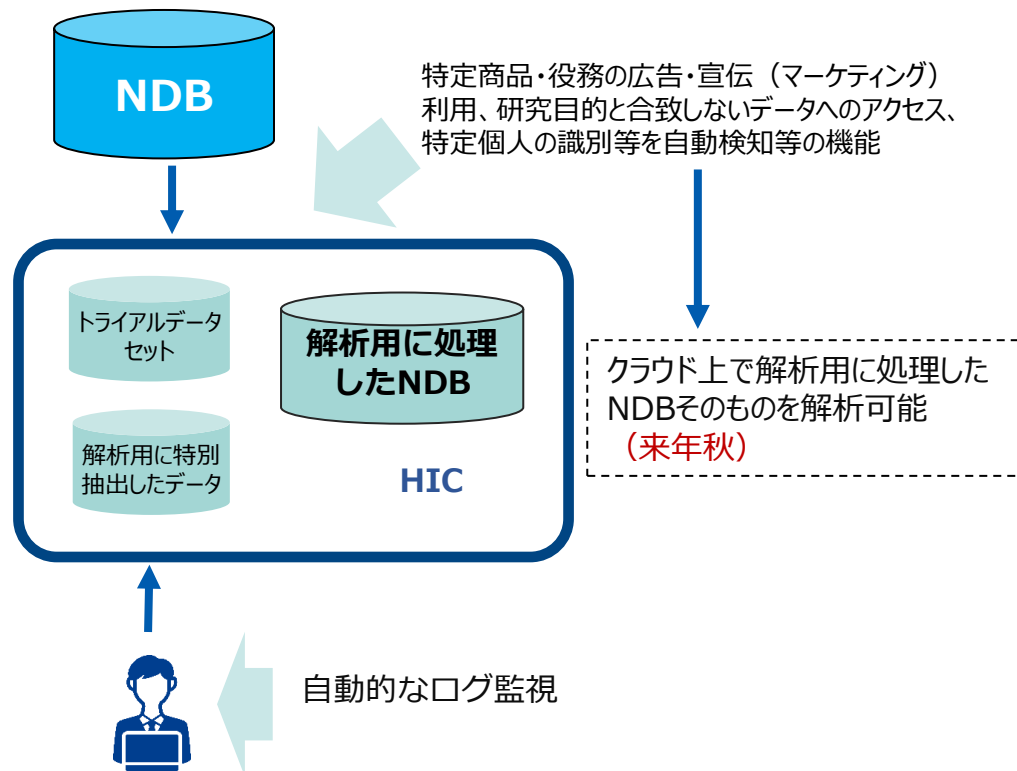 NDB
特定商品・役務の広告・宣伝（マーケティング）
利用、研究目的と合致しないデータへのアクセス、
特定個人の識別等を自動検知等の機能
トライアルデータ
セット
解析用に処理
したNDB
クラウド上で解析用に処理した
NDBそのものを解析可能
（来年秋）
解析用に特別
抽出したデータ
HIC
自動的なログ監視